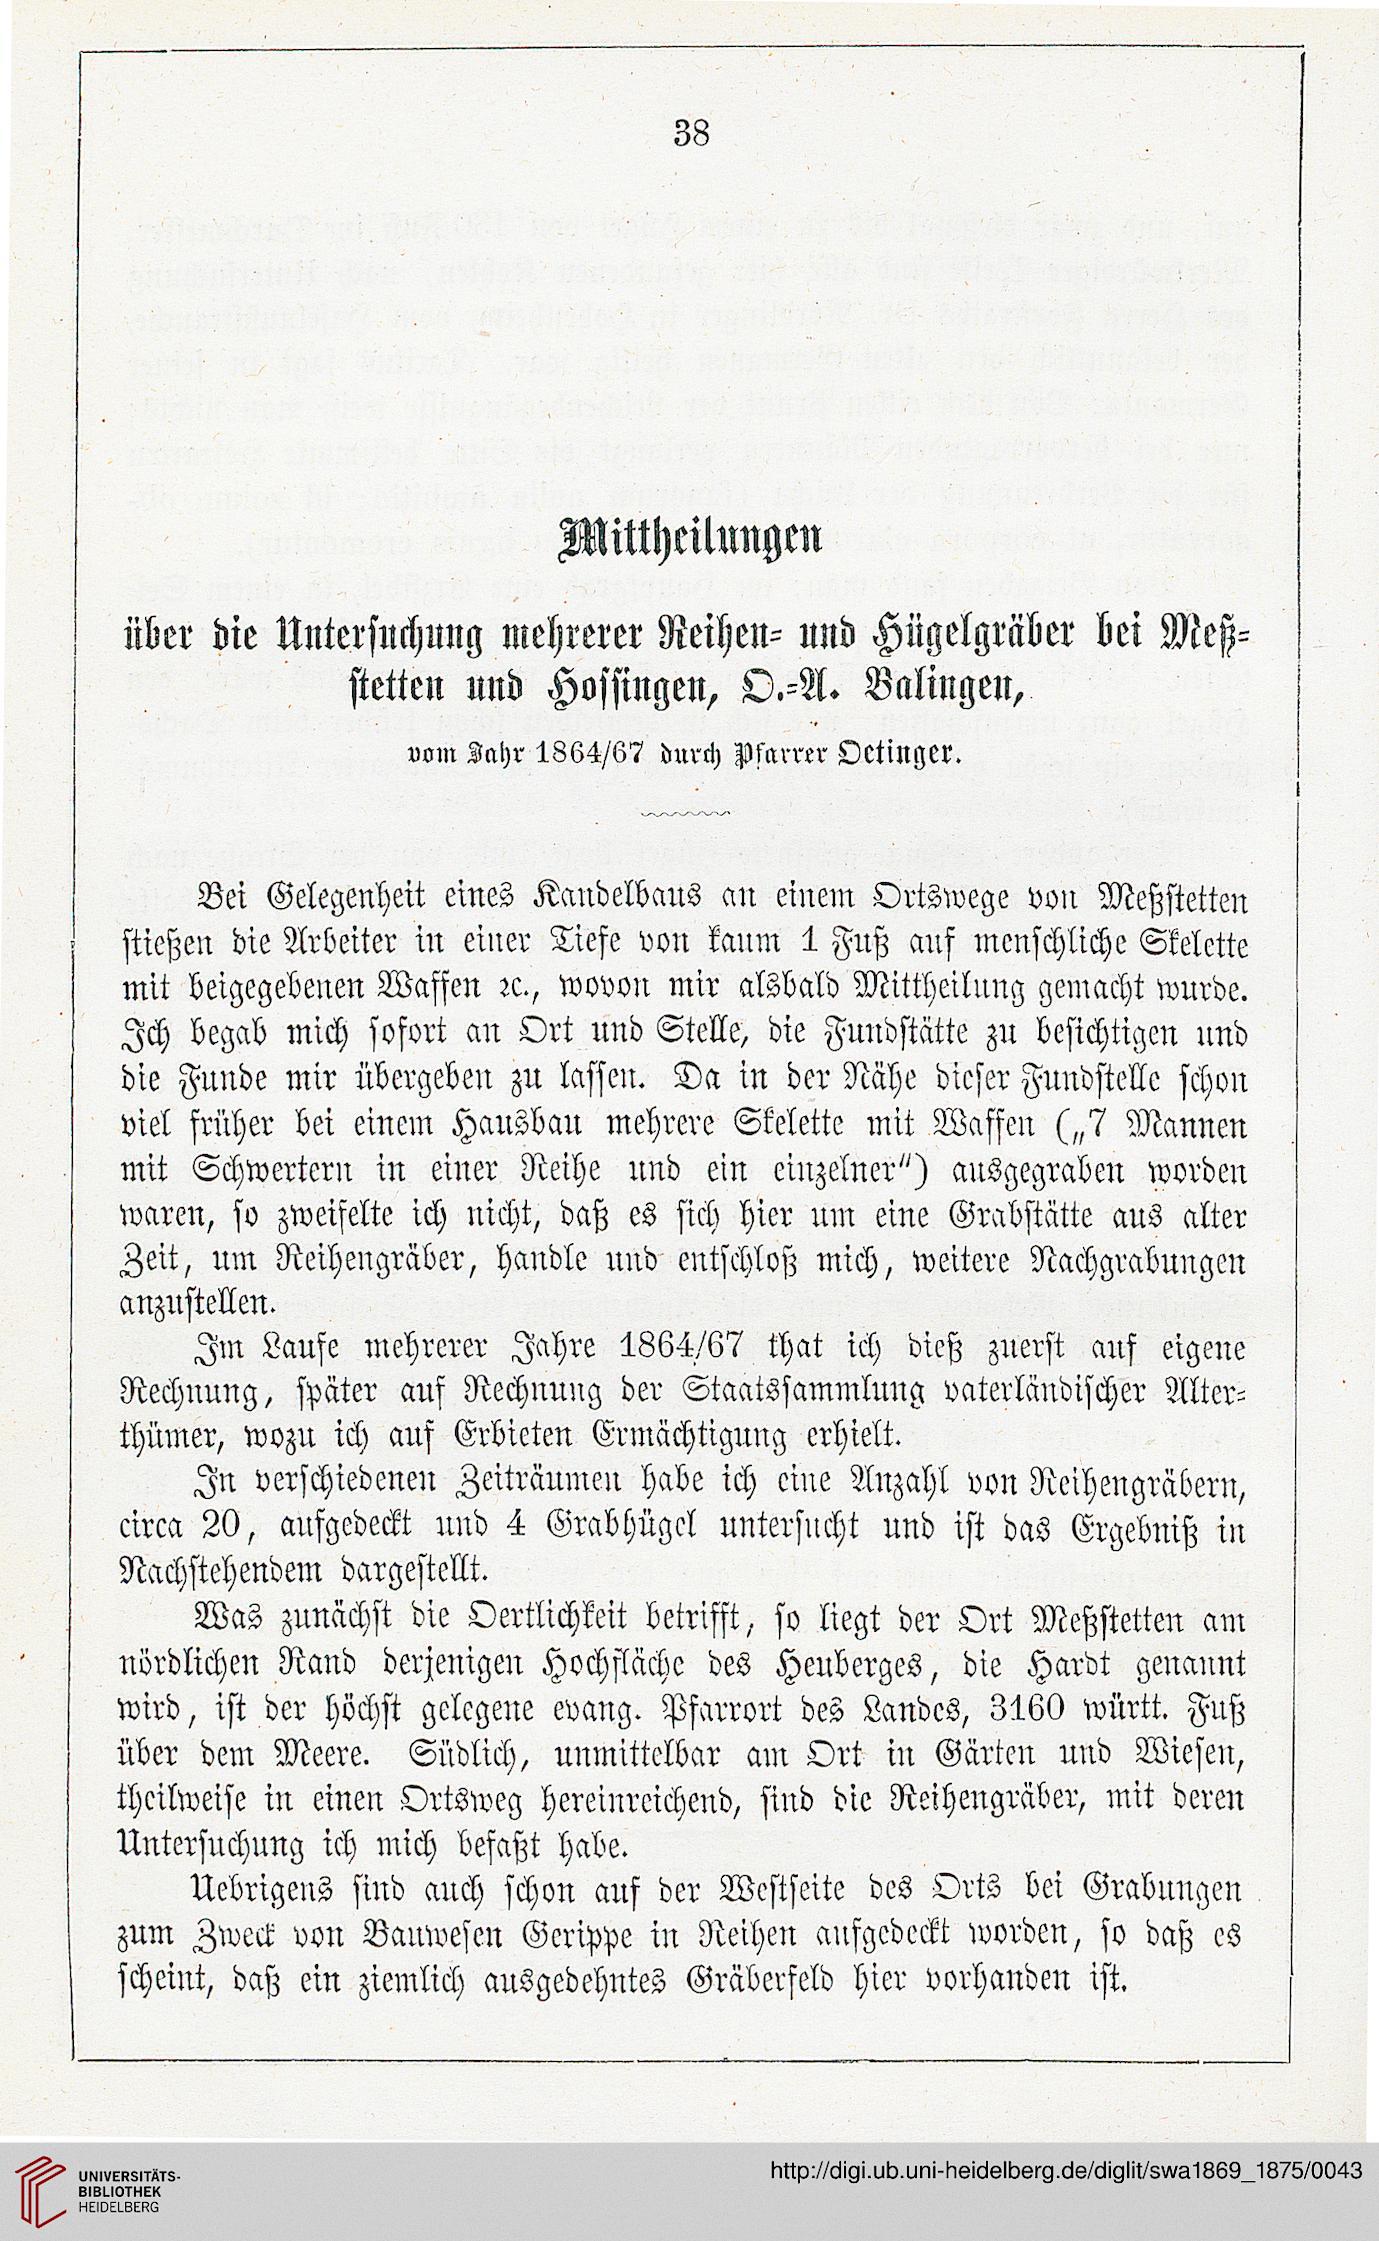 38
Mittheilungen
über die Untersuchung mehrerer Reihen- und Hügelgräber bei Meß-
stetten und Hossingen, O.-A. Balingen,
vom Jahr 1864/67 durch Pfarrer Oetinger.
Bei Gelegenheit eines Kandelbaus an einem Ortswege von Meßstetten
stießen die Arbeiter in einer Tiefe von kaum 1 Fuß auf menschliche Skelette
mit beigegebenen Waffen ꝛc., wovon mir alsbald Mittheilung gemacht wurde.
Ich begab mich sofort an Ort und Stelle, die Fundstätte zu besichtigen und
die Funde mir übergeben zu lassen. Da in der Nähe dieser Fundstelle schon
viel früher bei einem Hausbau mehrere Skelette mit Waffen („7 Mannen
mit Schwertern in einer Reihe und ein einzelner") ausgegraben worden
waren, so zweifelte ich nicht, daß es sich hier um eine Grabstätte aus alter
Zeit, um Reihengräber, handle und entschloß mich, weitere Nachgrabungen
anzustellen.
Im Laufe mehrerer Jahre 1864/67 that ich dieß zuerst auf eigene
Rechnung, später auf Rechnung der Staatssammlung vaterländischer Alter-
thümer, wozu ich auf Erbieten Ermächtigung erhielt.
In verschiedenen Zeiträumen habe ich eine Anzahl von Reihengräbern,
circa 20, aufgedeckt und 4 Grabhügel untersucht und ist das Ergebniß in
Nachstehendem dargestellt.
Was zunächst die Oertlichkeit betrifft, so liegt der Ort Meßstetten am
nördlichen Rand derjenigen Hochfläche des Heuberges, die Hardt genannt
wird, ist der höchst gelegene evang. Pfarrort des Landes, 3160 württ. Fuß
über dem Meere. Südlich, unmittelbar am Ort in Gärten und Wiesen,
theilweise in einen Ortsweg hereinreichend, sind die Reihengräber, mit deren
Untersuchung ich mich befaßt habe.
Uebrigens sind auch schon auf der Westseite des Orts bei Grabungen
zum Zweck von Bauwesen Gerippe in Reihen aufgedeckt worden, so daß es
scheint, daß ein ziemlich ausgedehntes Gräberfeld hier vorhanden ist.
UNIVERSITÄTS-
BIBLIOTHEK
HEIDELBERG
http://digi.ub.uni-heidelberg.de/diglit/swa1869_1875/0043